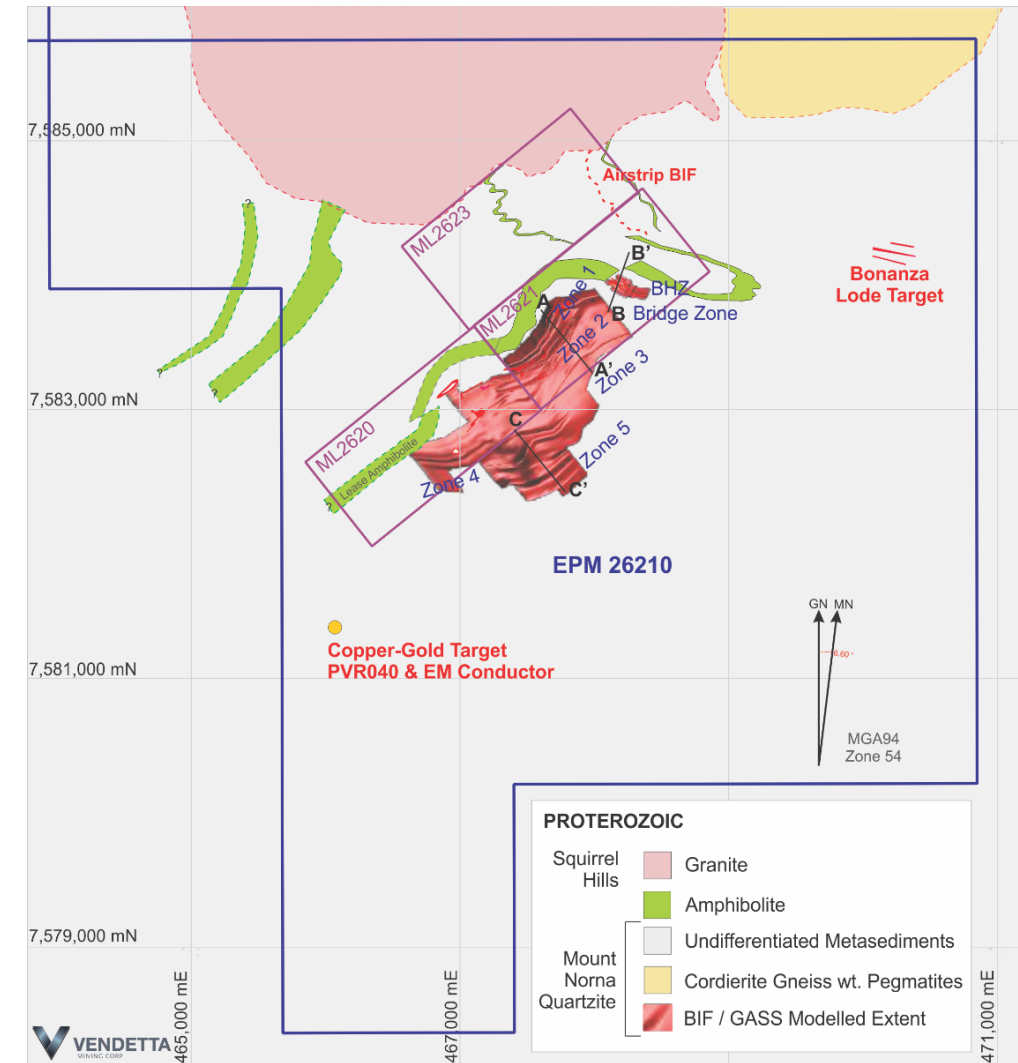 7,585,000 mN
Airstrip BIF
ML2623
?
?
B'
BHZ
Bonanza
Lode Target
Zone 1
A
ML2621
B
Bridge Zone
Zone 2
A'
Zone 3
?
?
7,583,000 mN
C
ML2620
Lease Amphibolite
Zone 5
Zone 4
C'
?
EPM 26210
GN MN
6.60°
Copper-Gold Target
PVR040 & EM Conductor
7,581,000 mN
MGA94
Zone 54
PROTEROZOIC
Squirrel
Hills
Granite
Amphibolite
Mount
Norna
Quartzite
Undifferentiated Metasediments
Cordierite Gneiss wt. Pegmatites
BIF / GASS Modelled Extent
7,579,000 mN
465,000 mE
467,000 mE
471,000 mE
VENDETTA
MINING CORP